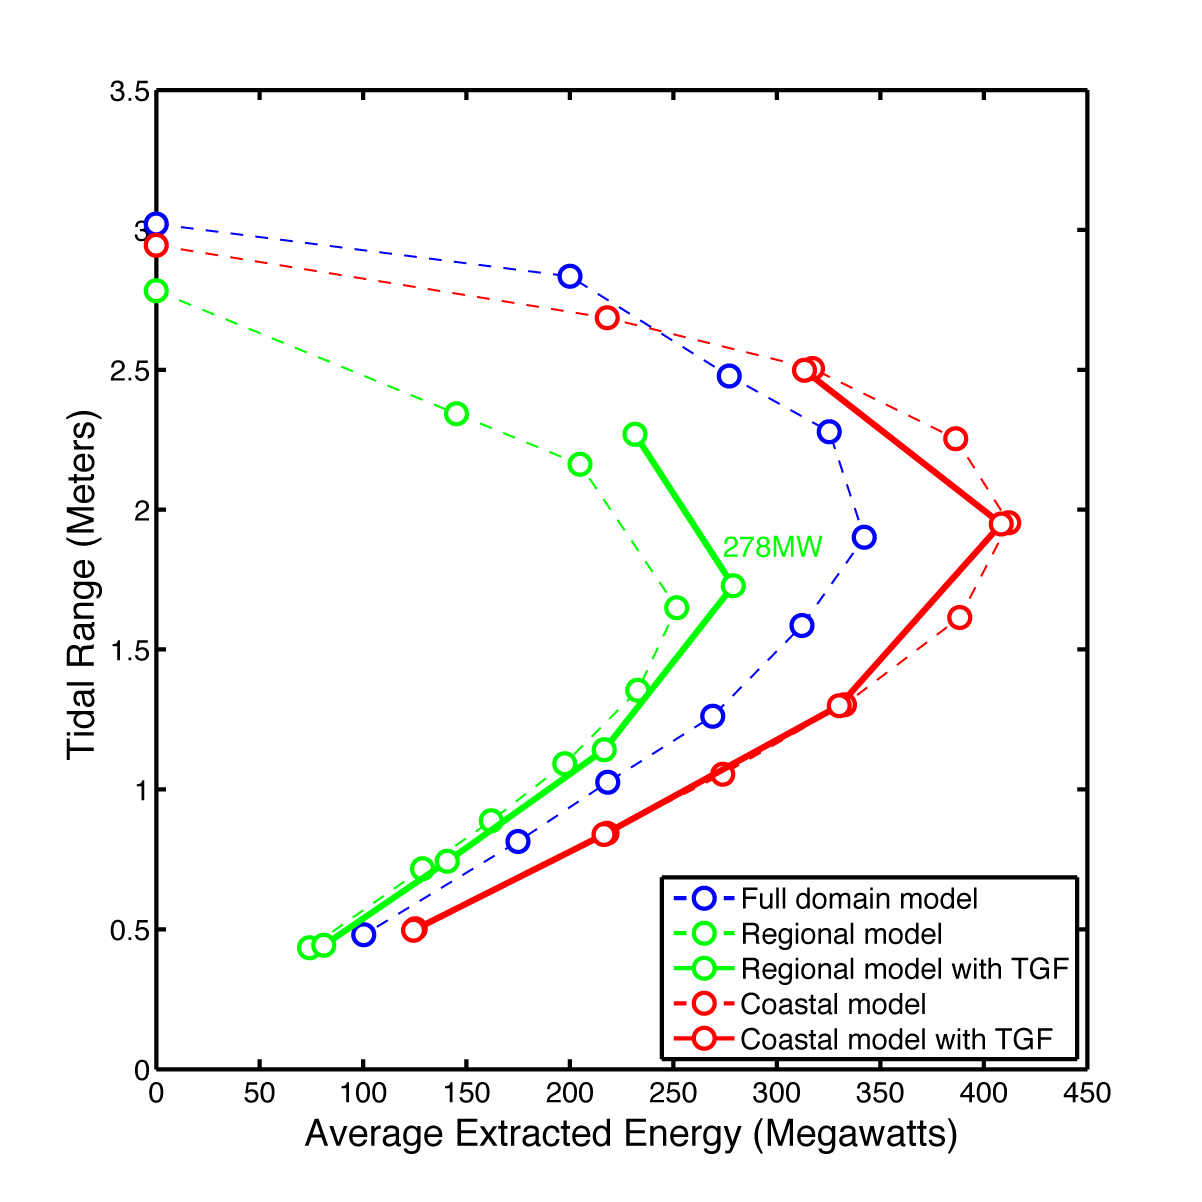 3.5
3
2.5
2
1.5
1
0.5
0
Tidal Range (Meters)
278MW
Full domain model
Regional model
Regional model with TGF
Coastal model
Coastal model with TGF
0 50 100 150 200 250 300 350 400 450
Average Extracted Energy (Megawatts)